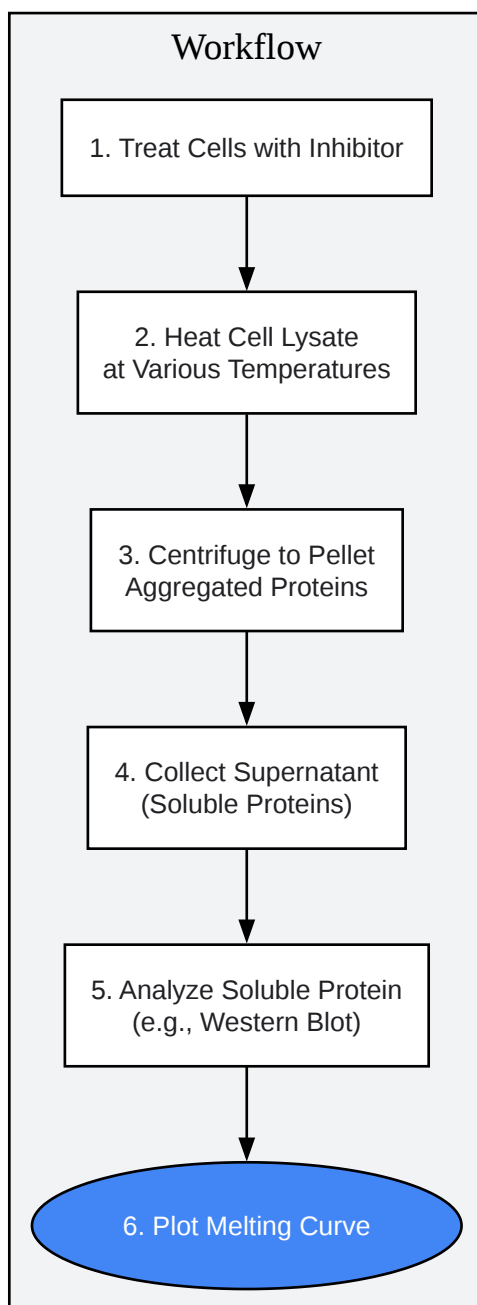 Workflow
1. Treat Cells with Inhibitor
2. Heat Cell Lysate
at Various Temperatures
3. Centrifuge to Pellet
Aggregated Proteins
4. Collect Supernatant
(Soluble Proteins)
5. Analyze Soluble Protein
(e.g., Western Blot)
6. Plot Melting Curve